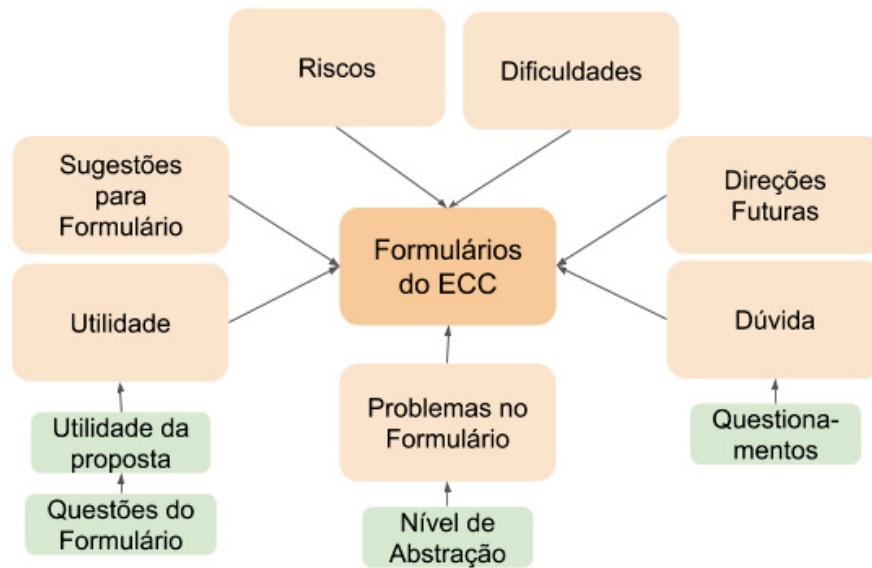 Riscos
Dificuldades
Sugestões
para
Formulário
Direções
Futuras
Formulários
do ECC
Utilidade
Dúvida
Problemas no
Formulário
Utilidade da
proposta
Questiona-
mentos
Questões do
Formulário
Nível de
Abstração